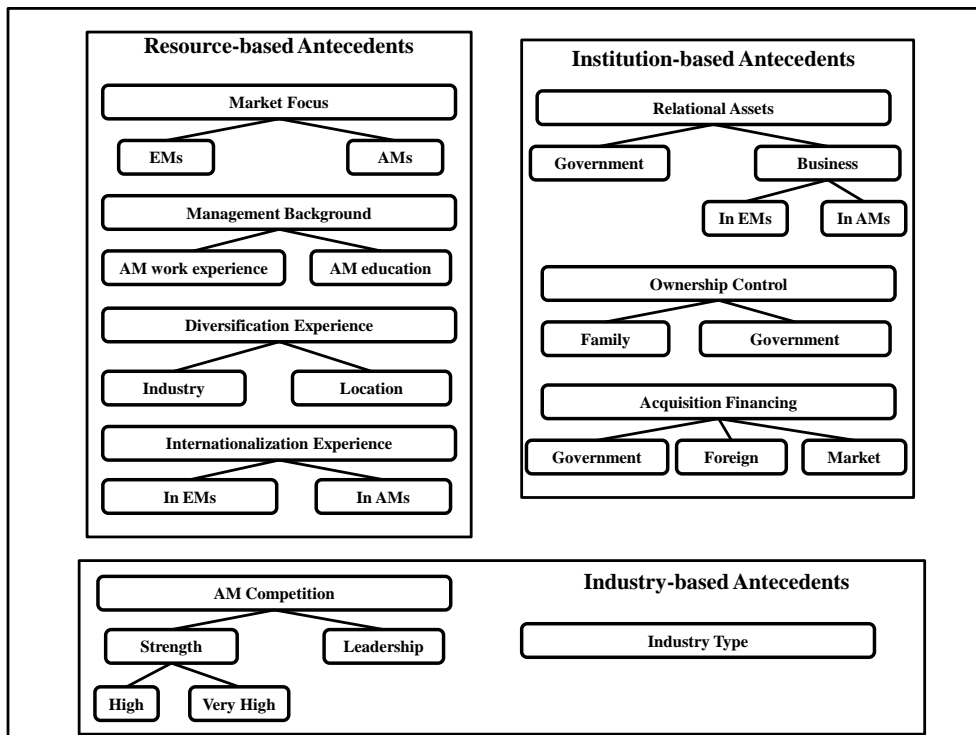 Resource-based Antecedents
Market Focus
EMs
AMs
Management Background
AM work experience
AM education
Diversification Experience
Industry
Location
Internationalization Experience
In EMs
In AMs
Institution-based Antecedents
Relational Assets
Government
Business
In EMs
In AMs
Ownership Control
Family
Government
Acquisition Financing
Government
Foreign
Market
Industry-based Antecedents
AM Competition
Strength
Leadership
High
Very High
Industry Type